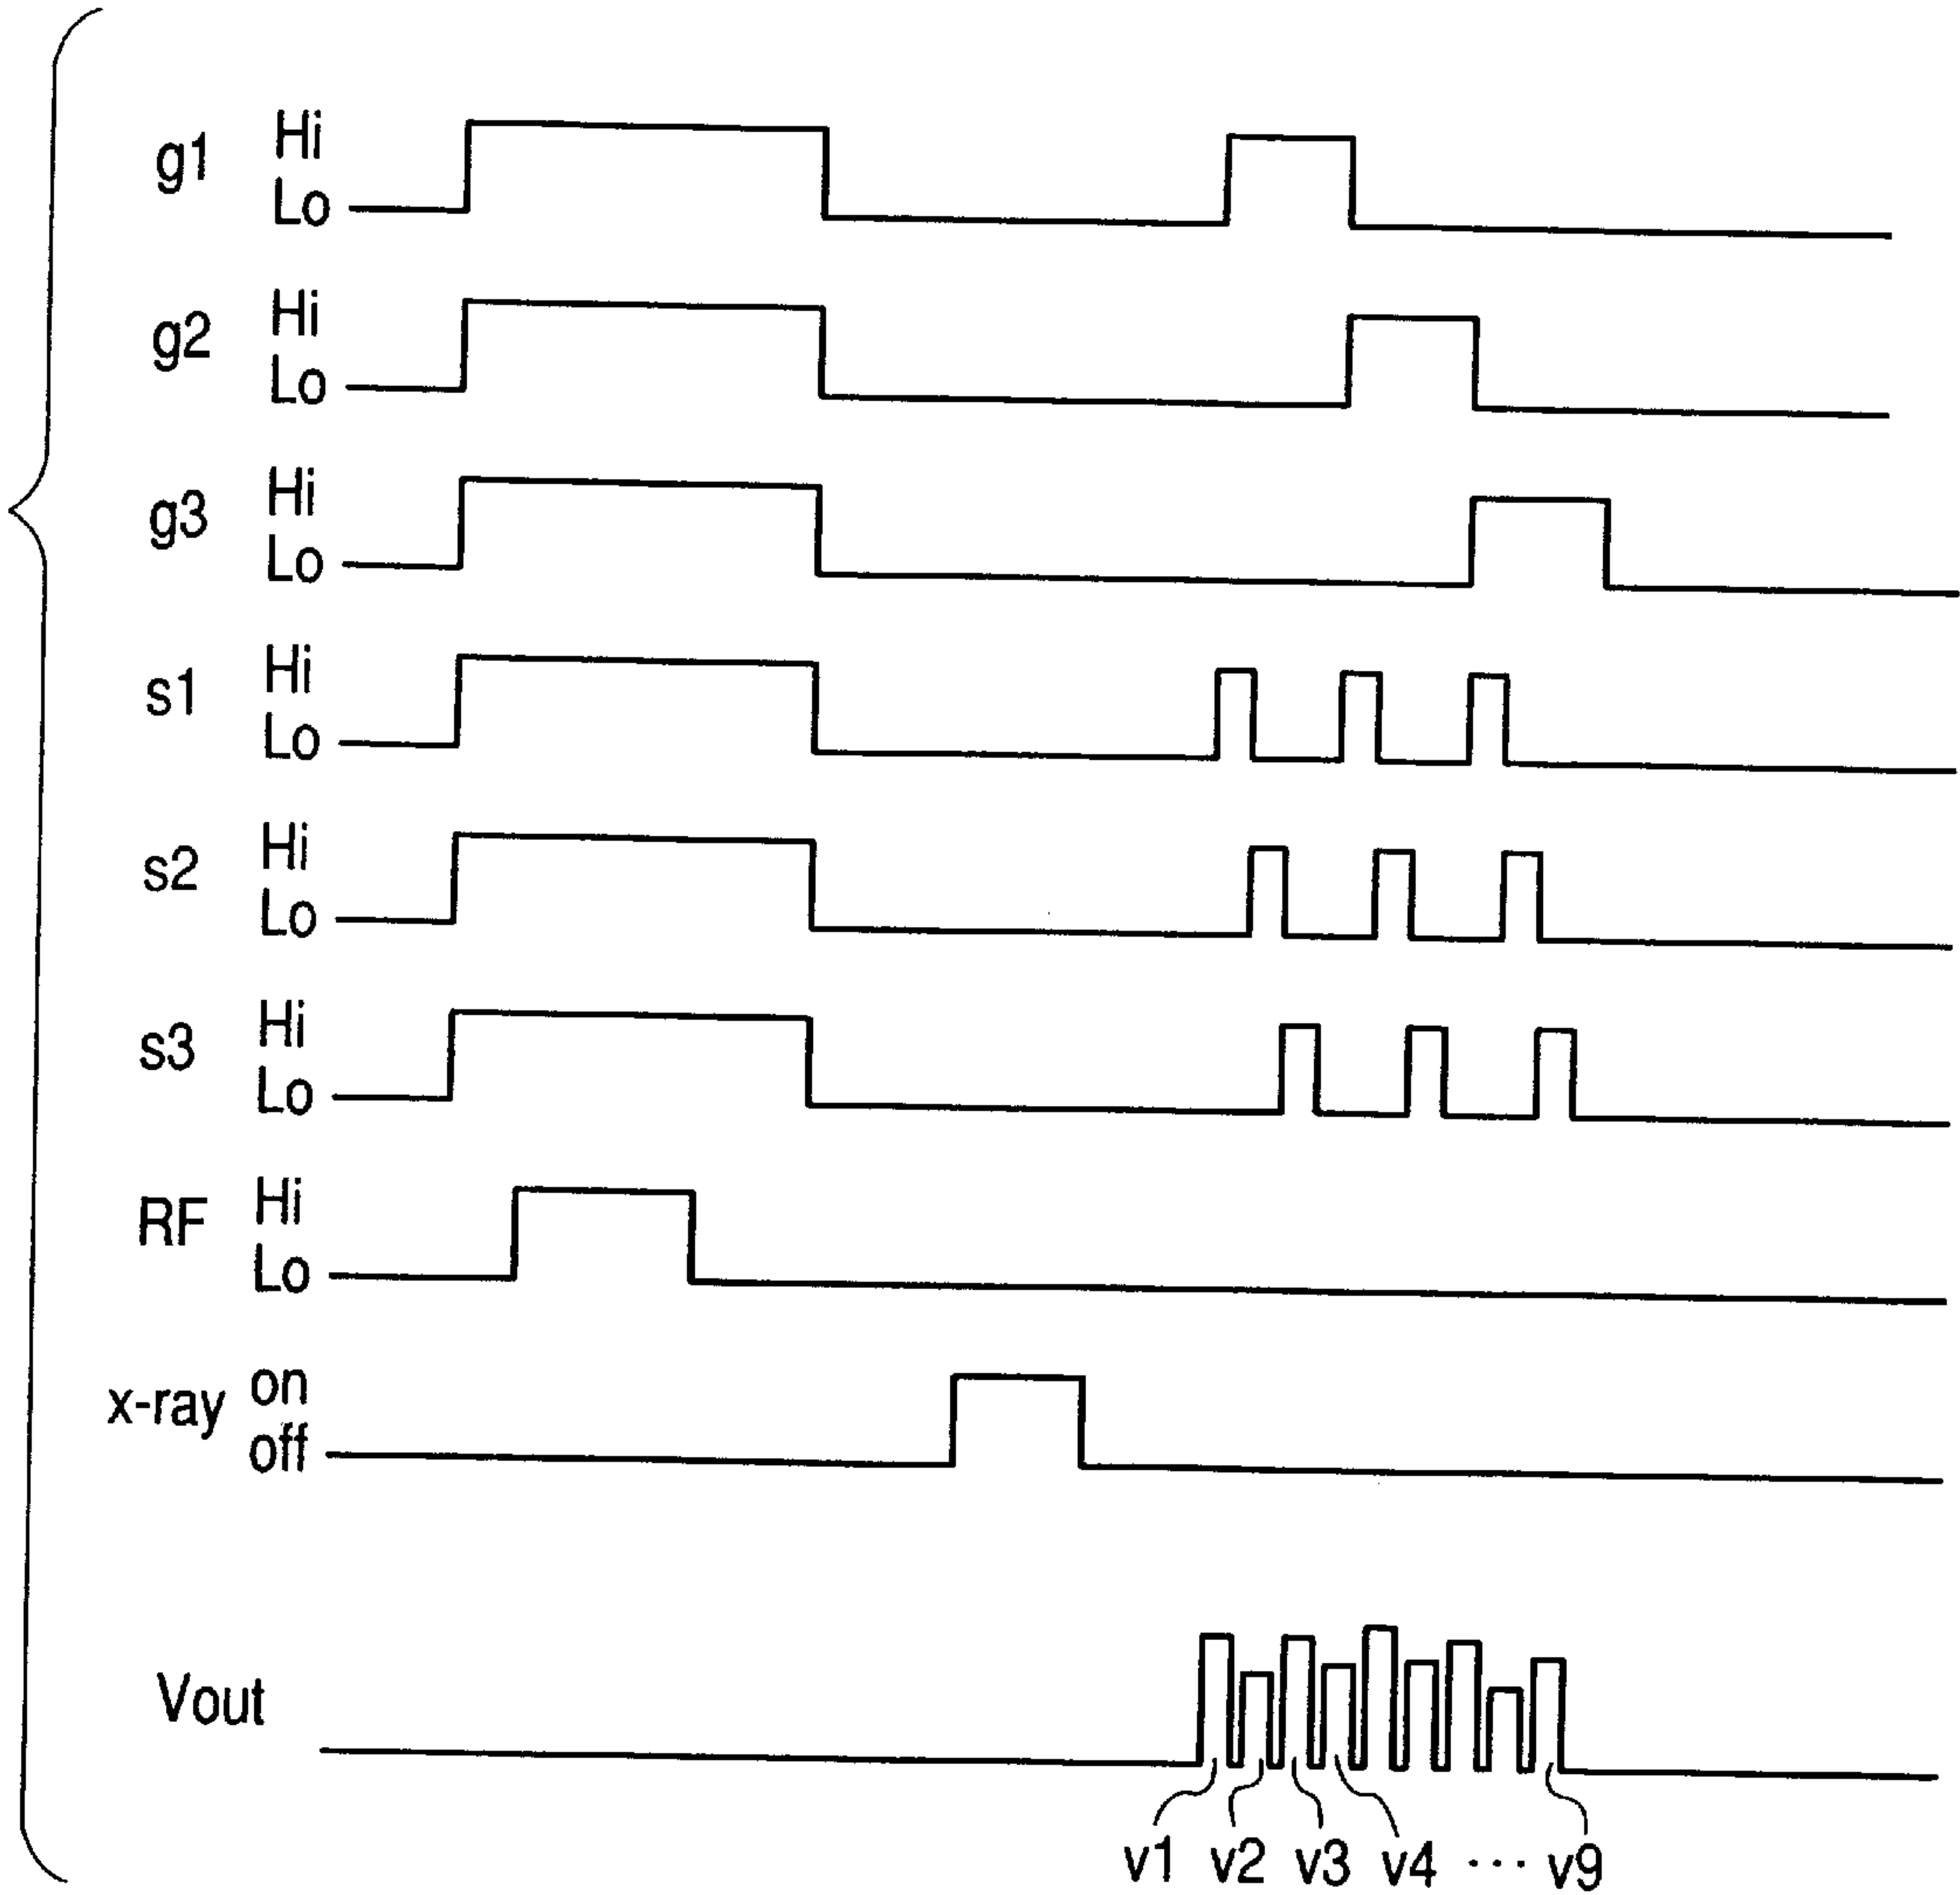 g1 Hi
Lo
g2 Hi
Lo
g3 Hi
Lo
s1 Hi
Lo
s2 Hi
Lo
s3 Hi
Lo
RF Hi
Lo
x-ray on
off
Vout
v1 v2 v3 v4 ... v9